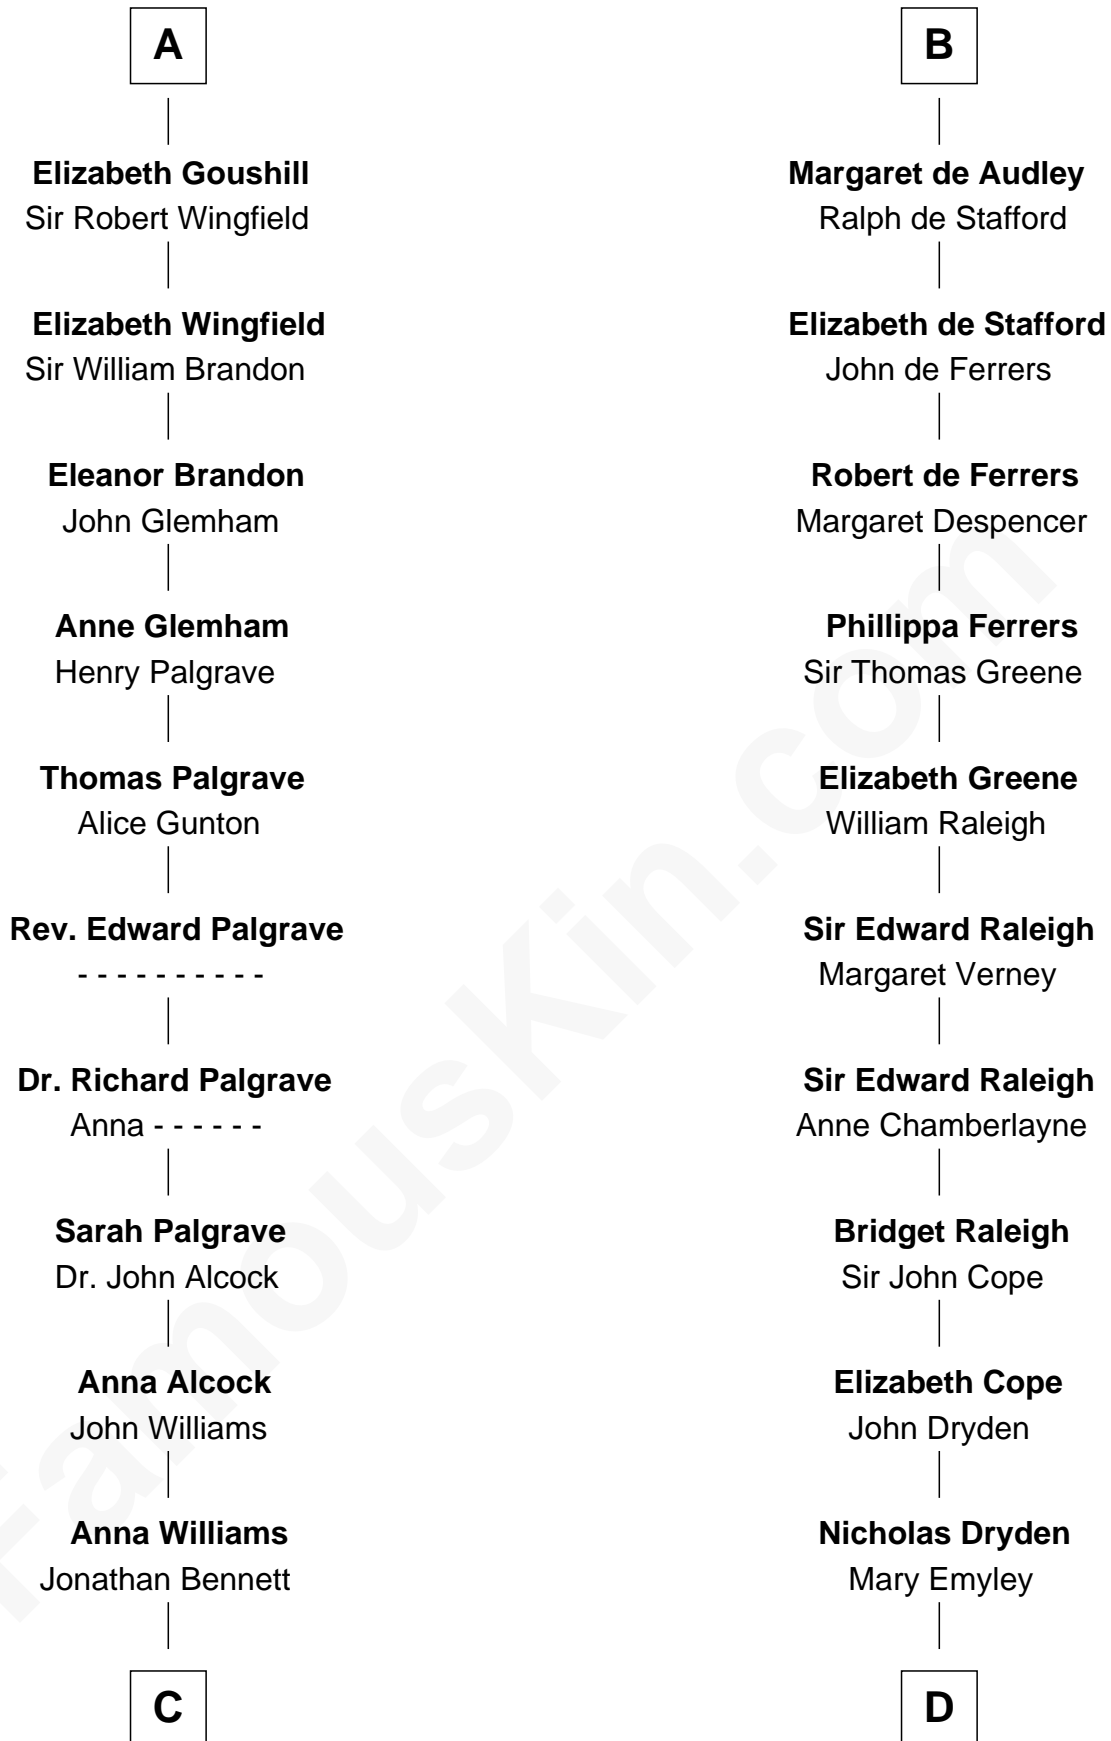 A
Elizabeth Goushill
Sir Robert Wingfield
Elizabeth Wingfield
Sir William Brandon
Eleanor Brandon
John Glemham
Anne Glemham
Henry Palgrave
Thomas Palgrave
Alice Gunton
Rev. Edward Palgrave
- - - - - - - - - -
Dr. Richard Palgrave
Anna - - - - - -
Sarah Palgrave
Dr. John Alcock
Anna Alcock
John Williams
Anna Williams
Jonathan Bennett
C
B
Margaret de Audley
Ralph de Stafford
Elizabeth de Stafford
John de Ferrers
Robert de Ferrers
Margaret Despencer
Phillippa Ferrers
Sir Thomas Greene
Elizabeth Greene
William Raleigh
Sir Edward Raleigh
Margaret Verney
Sir Edward Raleigh
Anne Chamberlayne
Bridget Raleigh
Sir John Cope
Elizabeth Cope
John Dryden
Nicholas Dryden
Mary Emyley
D
FamousKin.com